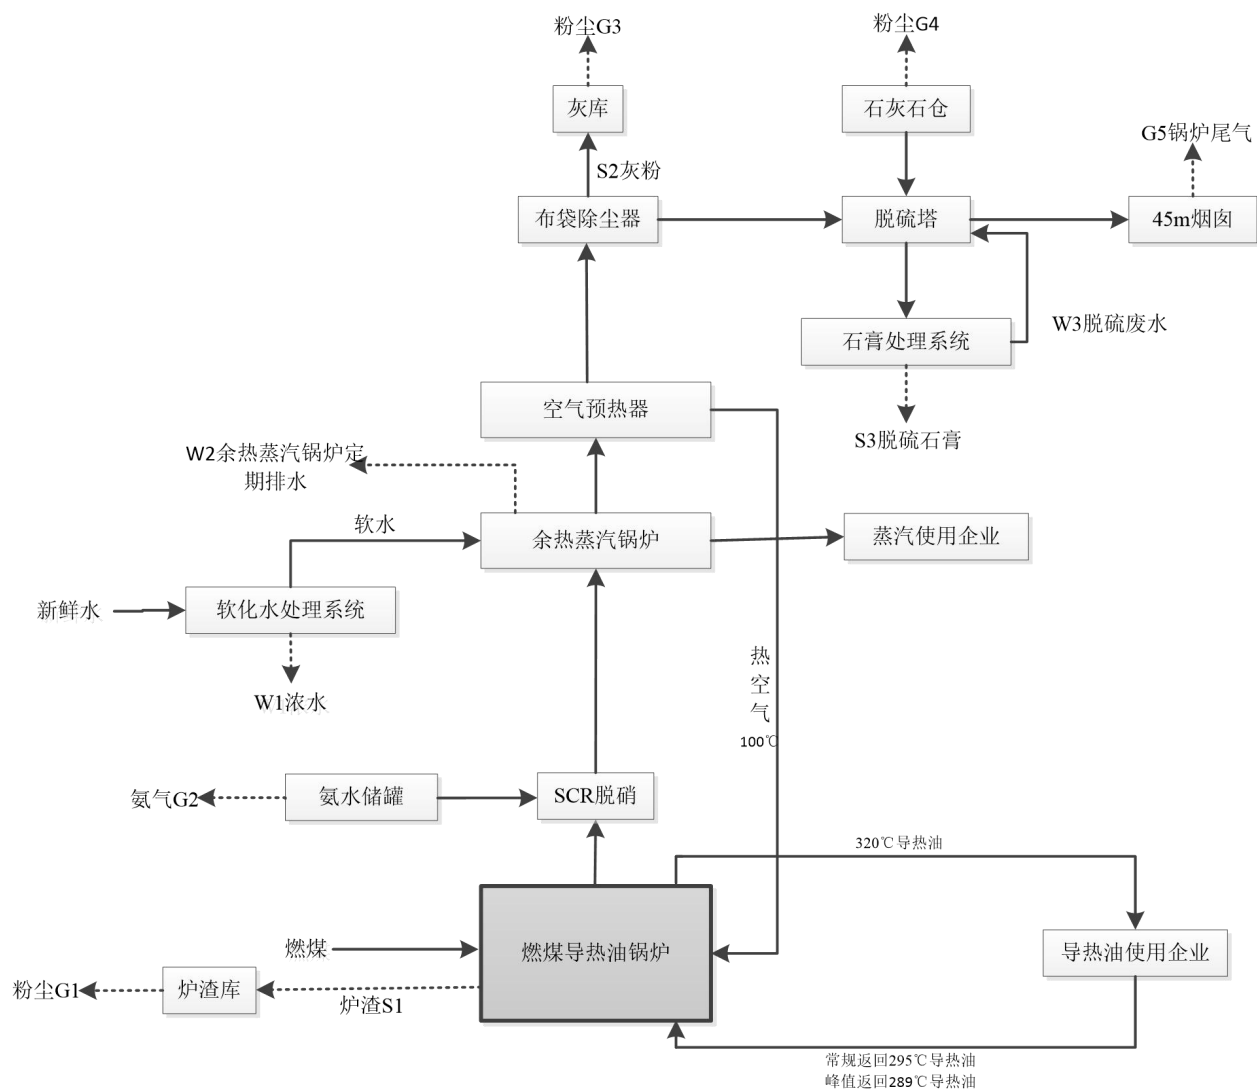 粉尘G3
粉尘G4
灰库
石灰石仓
G5锅炉尾气
S2灰粉
布袋除尘器
脱硫塔
45m烟囱
W3脱硫废水
石膏处理系统
空气预热器
S3脱硫石膏
W2余热蒸汽锅炉定
期排水
软水
余热蒸汽锅炉
蒸汽使用企业
新鲜水
软化水处理系统
W1浓水
热
空
气
100℃
氨气G2
氨水储罐
SCR脱硝
320℃导热油
燃煤
燃煤导热油锅炉
导热油使用企业
粉尘G1
炉渣库
炉渣S1
常规返回295℃导热油
峰值返回289℃导热油